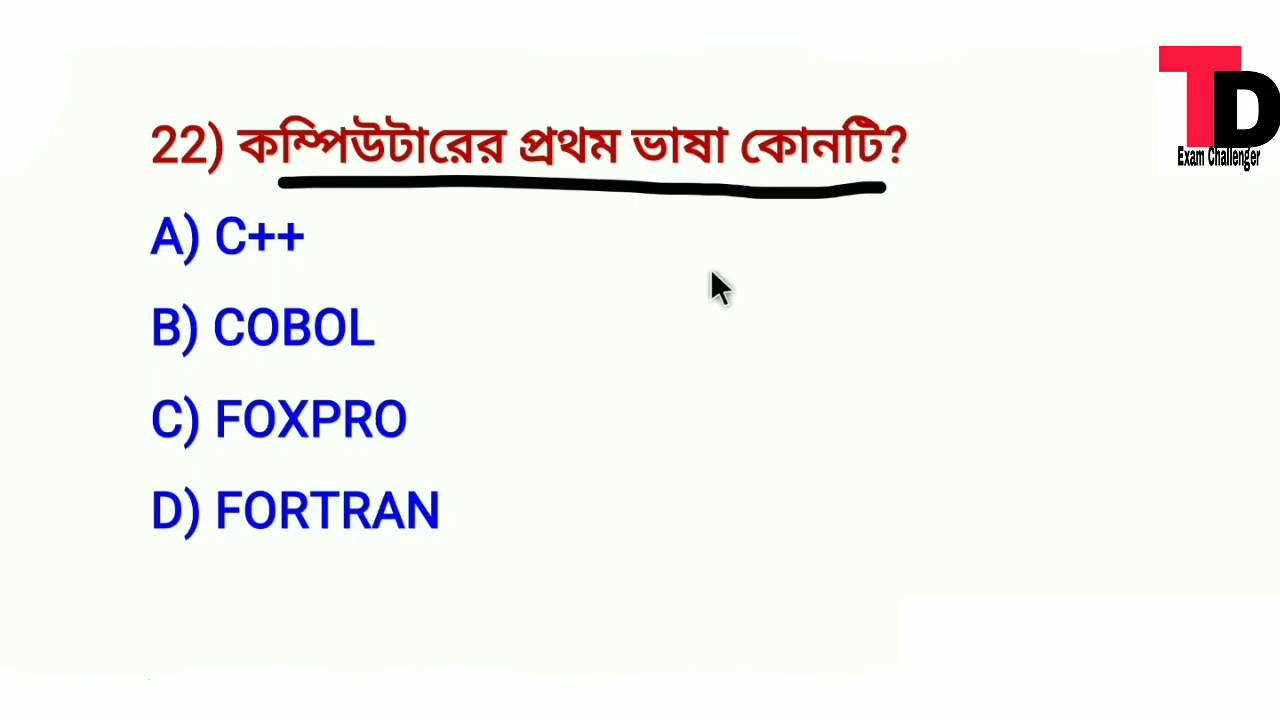 22) কম্পিউটারের প্রথম ভাষা কোনটি?
A) C++
B) COBOL
C) FOXPRO
D) FORTRAN
TD
Exam Challenger